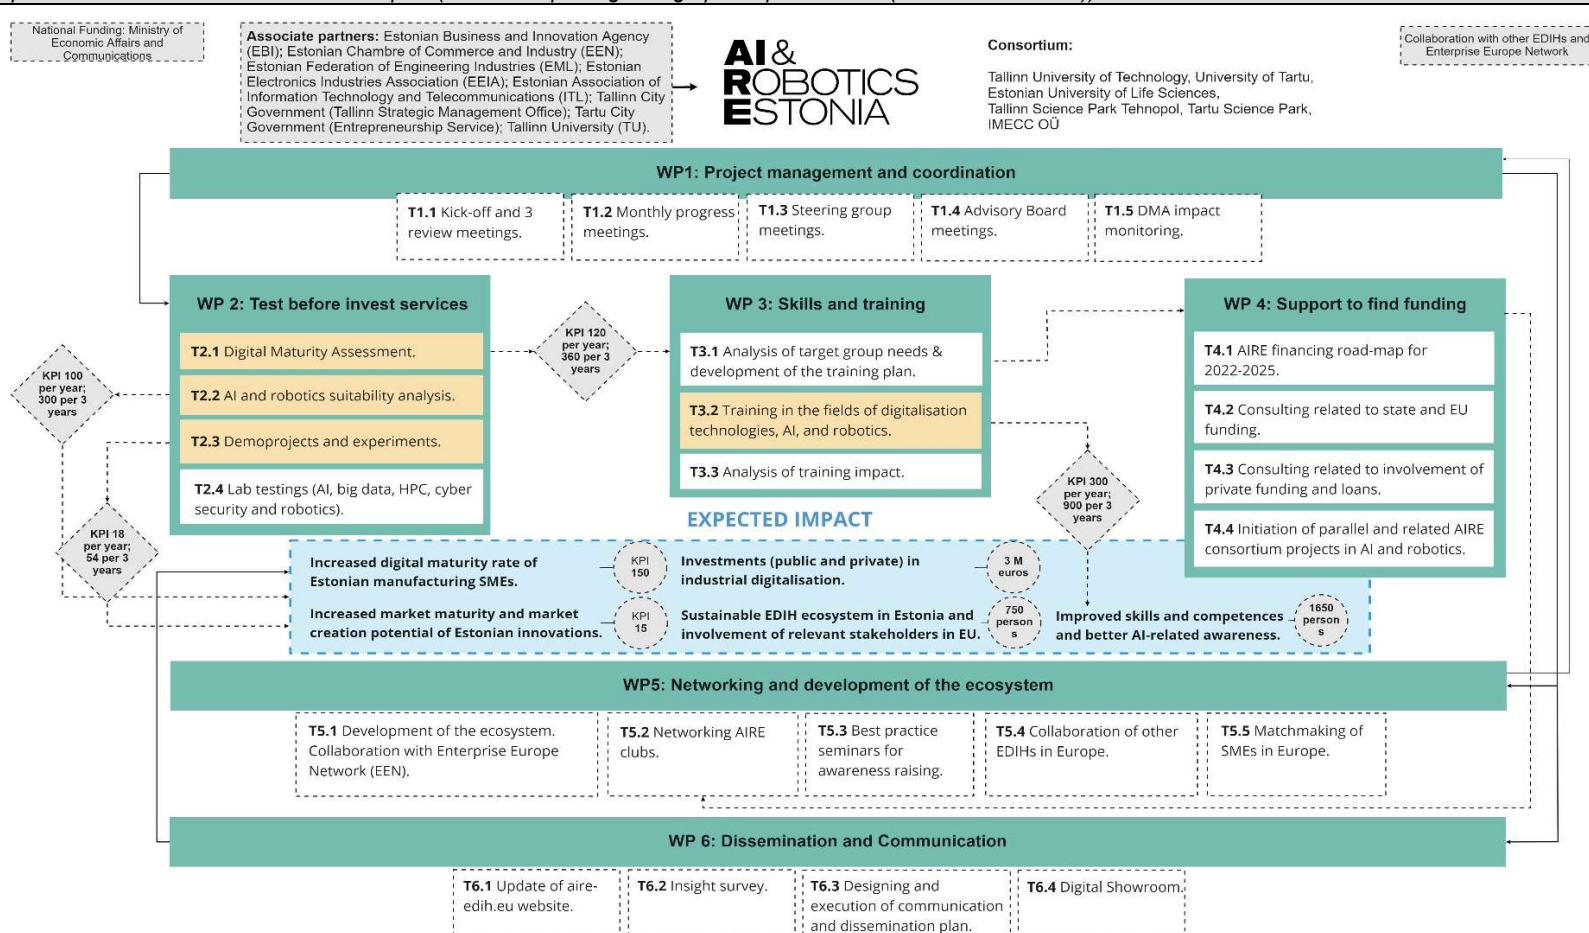 National Funding: Ministry of
Economic Affairs and
Communications
Associate partners: Estonian Business and Innovation Agency
(EBI); Estonian Chamber of Commerce and Industry (EEN);
Estonian Federation of Engineering Industries (EML); Estonian
Electronics Industries Association (EEIA); Estonian Association of
Information Technology and Telecommunications (ITL); Tallinn City
Government (Tallinn Strategic Management Office); Tartu City
Government (Entrepreneurship Service); Tallinn University (TU).
AI &
ROBOTICS
ESTONIA
Consortium:
Tallinn University of Technology, University of Tartu,
Estonian University of Life Sciences,
Tallinn Science Park Tehnopol, Tartu Science Park,
IMECC OÜ
Collaboration with other EDIHs and
Enterprise Europe Network
WP1: Project management and coordination
T1.1 Kick-off and 3
review meetings.
T1.2 Monthly progress
meetings.
T1.3 Steering group
meetings.
T1.4 Advisory Board
meetings.
T1.5 DMA impact
monitoring.
WP 2: Test before invest services
T2.1 Digital Maturity Assessment.
T2.2 AI and robotics suitability analysis.
T2.3 Demoprojects and experiments.
T2.4 Lab testings (AI, big data, HPC, cyber
security and robotics).
KPI 100
per year;
300 per 3
years
KPI 18
per year;
54 per 3
years
KPI 120
per year;
360 per 3
years
WP 3: Skills and training
T3.1 Analysis of target group needs &
development of the training plan.
T3.2 Training in the fields of digitalisation
technologies, AI, and robotics.
T3.3 Analysis of training impact.
KPI 300
per year;
900 per 3
years
WP 4: Support to find funding
T4.1 AIRE financing road-map for
2022-2025.
T4.2 Consulting related to state and EU
funding.
T4.3 Consulting related to involvement of
private funding and loans.
T4.4 Initiation of parallel and related AIRE
consortium projects in AI and robotics.
EXPECTED IMPACT
Increased digital maturity rate of
Estonian manufacturing SMEs.
KPI
150
Investments (public and private) in
industrial digitalisation.
3 M
euros
Increased market maturity and market
creation potential of Estonian innovations.
KPI
15
Sustainable EDIH ecosystem in Estonia and
involvement of relevant stakeholders in EU.
750
person
s
Improved skills and competences
and better AI-related awareness.
1650
person
s
WP5: Networking and development of the ecosystem
T5.1 Development of the ecosystem.
Collaboration with Enterprise Europe
Network (EEN).
T5.2 Networking AIRE
clubs.
T5.3 Best practice
seminars for
awareness raising.
T5.4 Collaboration of other
EDIHs in Europe.
T5.5 Matchmaking of
SMEs in Europe.
WP 6: Dissemination and Communication
T6.1 Update of aire-
edih.eu website.
T6.2 Insight survey.
T6.3 Designing and
execution of communication
and dissemination plan.
T6.4 Digital Showroom.